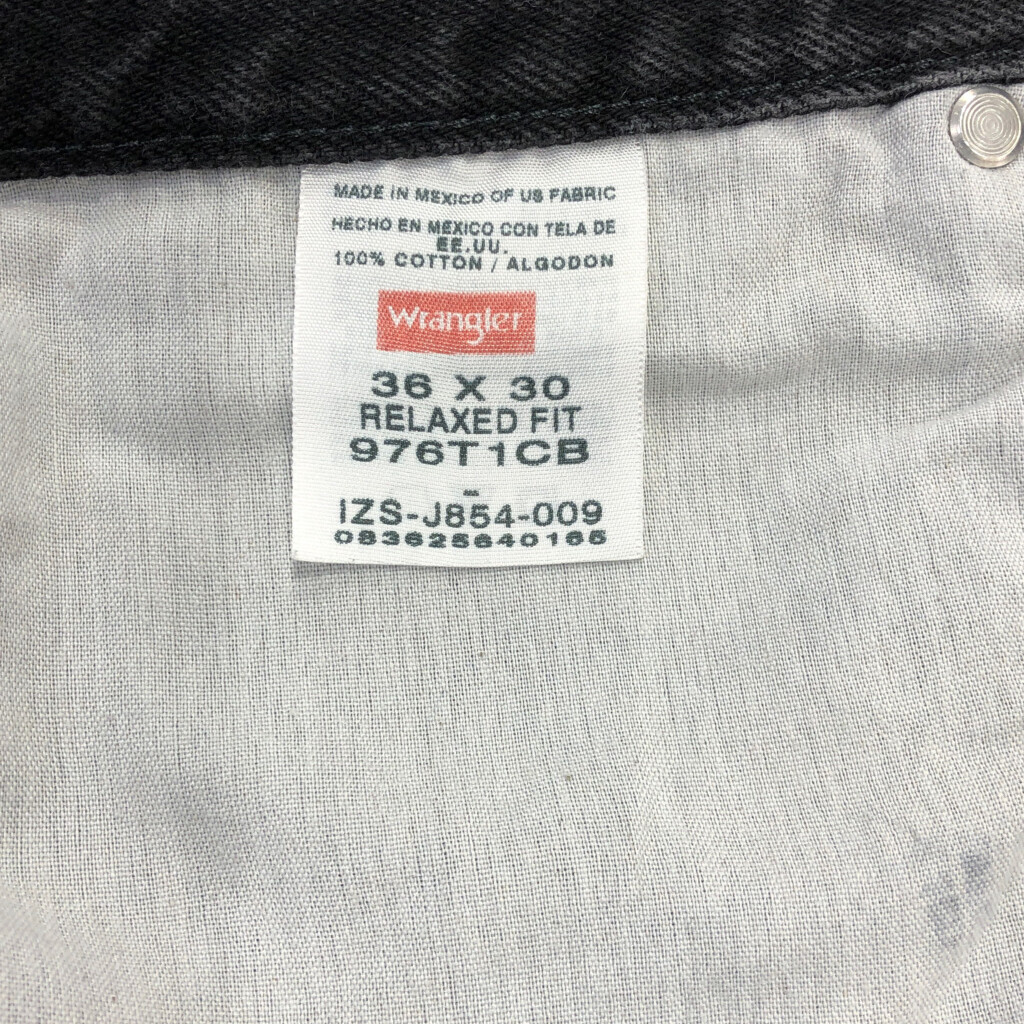 MADE IN MEXICO OF US FABRIC
HECHO EN MEXICO CON TELA DE
EE.UU.
100% COTTON / ALGODON
Wrangler
36 X 30
RELAXED FIT
976T1CB
-
IZS-J854-009
083625640165